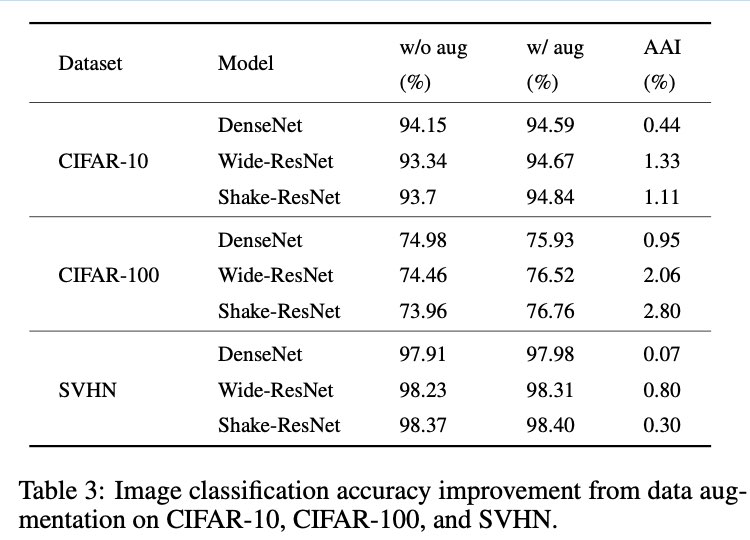 Dataset Model w/o aug (%) w/ aug (%) AAI (%)
CIFAR-10 DenseNet 94.15 94.59 0.44
Wide-ResNet 93.34 94.67 1.33
Shake-ResNet 93.7 94.84 1.11
CIFAR-100 DenseNet 74.98 75.93 0.95
Wide-ResNet 74.46 76.52 2.06
Shake-ResNet 73.96 76.76 2.80
SVHN DenseNet 97.91 97.98 0.07
Wide-ResNet 98.23 98.31 0.80
Shake-ResNet 98.37 98.40 0.30
Table 3: Image classification accuracy improvement from data aug-
mentation on CIFAR-10, CIFAR-100, and SVHN.